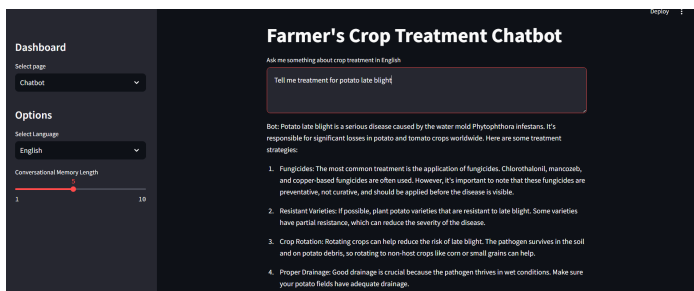 Deploy
Dashboard
Select page
Chatbot
Options
Select Language
English
Conversational Memory Length
5
1 10
Farmer's Crop Treatment Chatbot
Ask me something about crop treatment in English
Tell me treatment for potato late blight
Bot: Potato late blight is a serious disease caused by the water mold Phytophthora infestans. It's
responsible for significant losses in potato and tomato crops worldwide. Here are some treatment
strategies:
1. Fungicides: The most common treatment is the application of fungicides. Chlorothalonil, mancozeb,
and copper-based fungicides are often used. However, it's important to note that these fungicides are
preventative, not curative, and should be applied before the disease is visible.
2. Resistant Varieties: If possible, plant potato varieties that are resistant to late blight. Some varieties
have partial resistance, which can reduce the severity of the disease.
3. Crop Rotation: Rotating crops can help reduce the risk of late blight. The pathogen survives in the soil
and on potato debris, so rotating to non-host crops like corn or small grains can help.
4. Proper Drainage: Good drainage is crucial because the pathogen thrives in wet conditions. Make sure
your potato fields have adequate drainage.